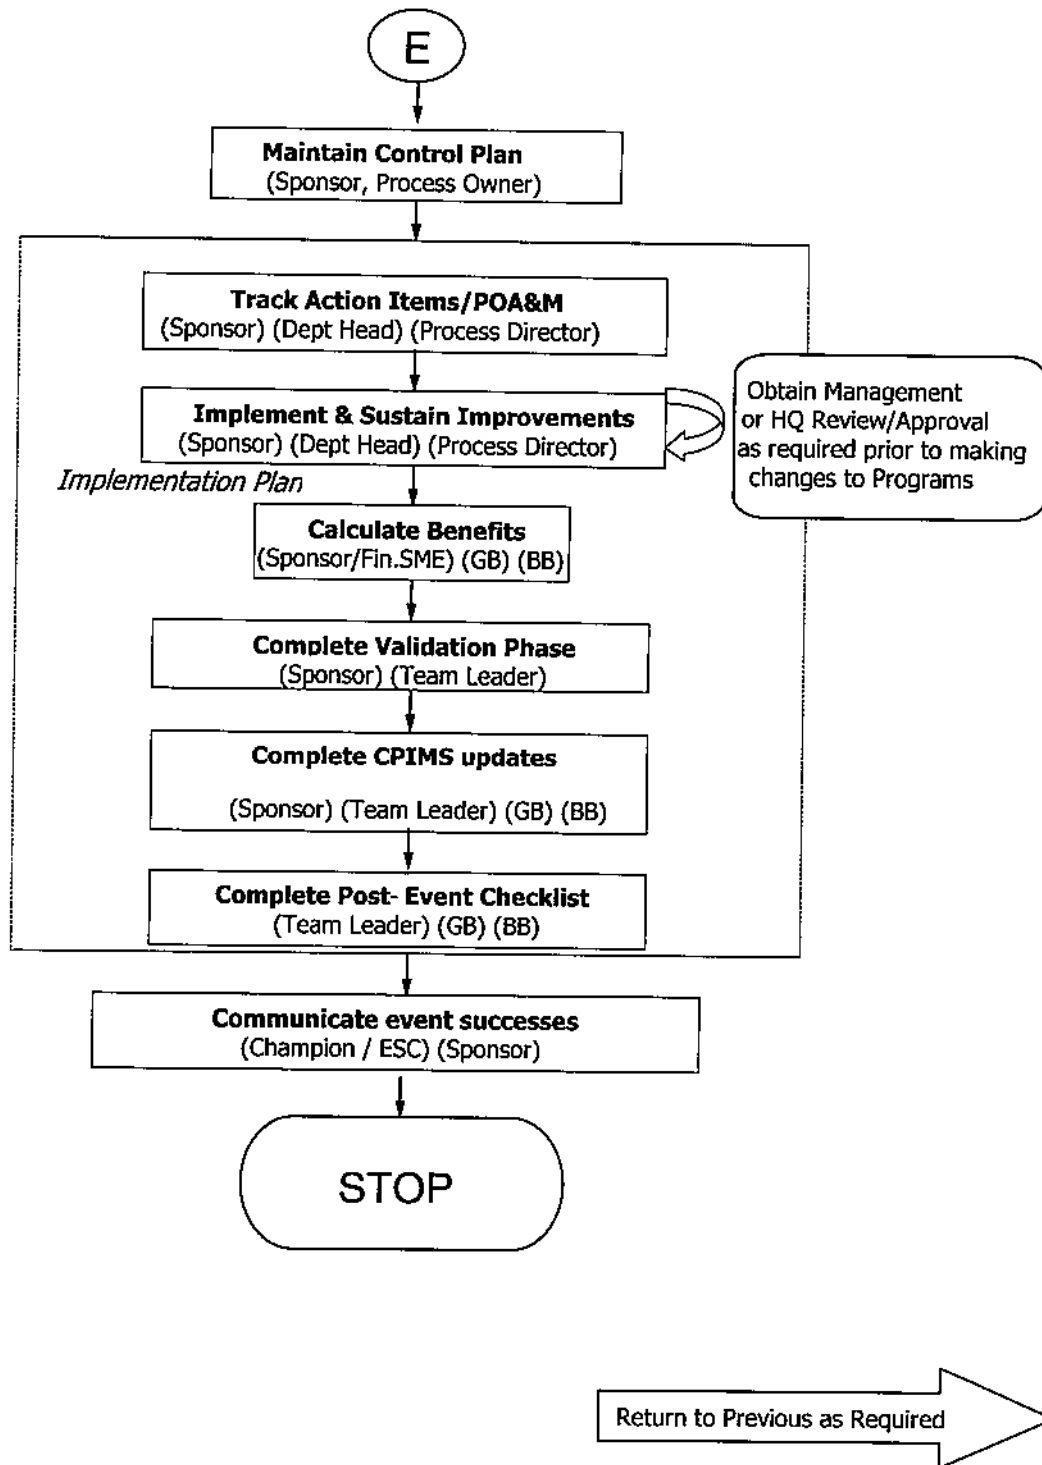 E
Maintain Control Plan
(Sponsor, Process Owner)
Track Action Items/POA&M
(Sponsor) (Dept Head) (Process Director)
Implement & Sustain Improvements
(Sponsor) (Dept Head) (Process Director)
Obtain Management
or HQ Review/Approval
as required prior to making
changes to Programs
Implementation Plan
Calculate Benefits
(Sponsor/Fin.SME) (GB) (BB)
Complete Validation Phase
(Sponsor) (Team Leader)
Complete CPIMS updates
(Sponsor) (Team Leader) (GB) (BB)
Complete Post- Event Checklist
(Team Leader) (GB) (BB)
Communicate event successes
(Champion / ESC) (Sponsor)
STOP
Return to Previous as Required